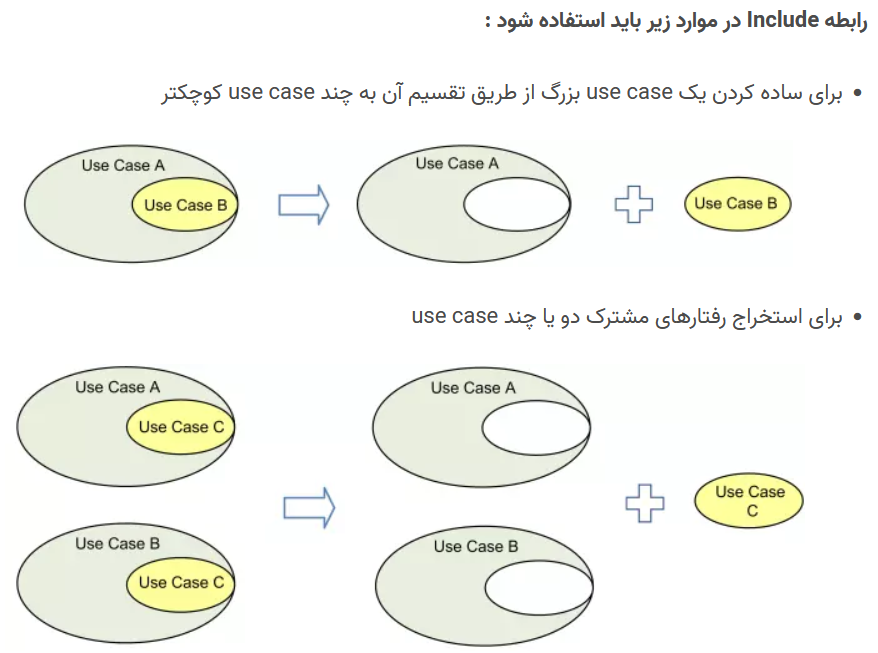 رابطه Include در موارد زیر باید استفاده شود :
• برای ساده کردن یک use case بزرگ از طریق تقسیم آن به چند use case کوچکتر
Use Case A
Use Case B
Use Case A
Use Case B
• برای استخراج رفتارهای مشترک دو یا چند use case
Use Case A
Use Case C
Use Case B
Use Case C
Use Case A
Use Case B
Use Case
C